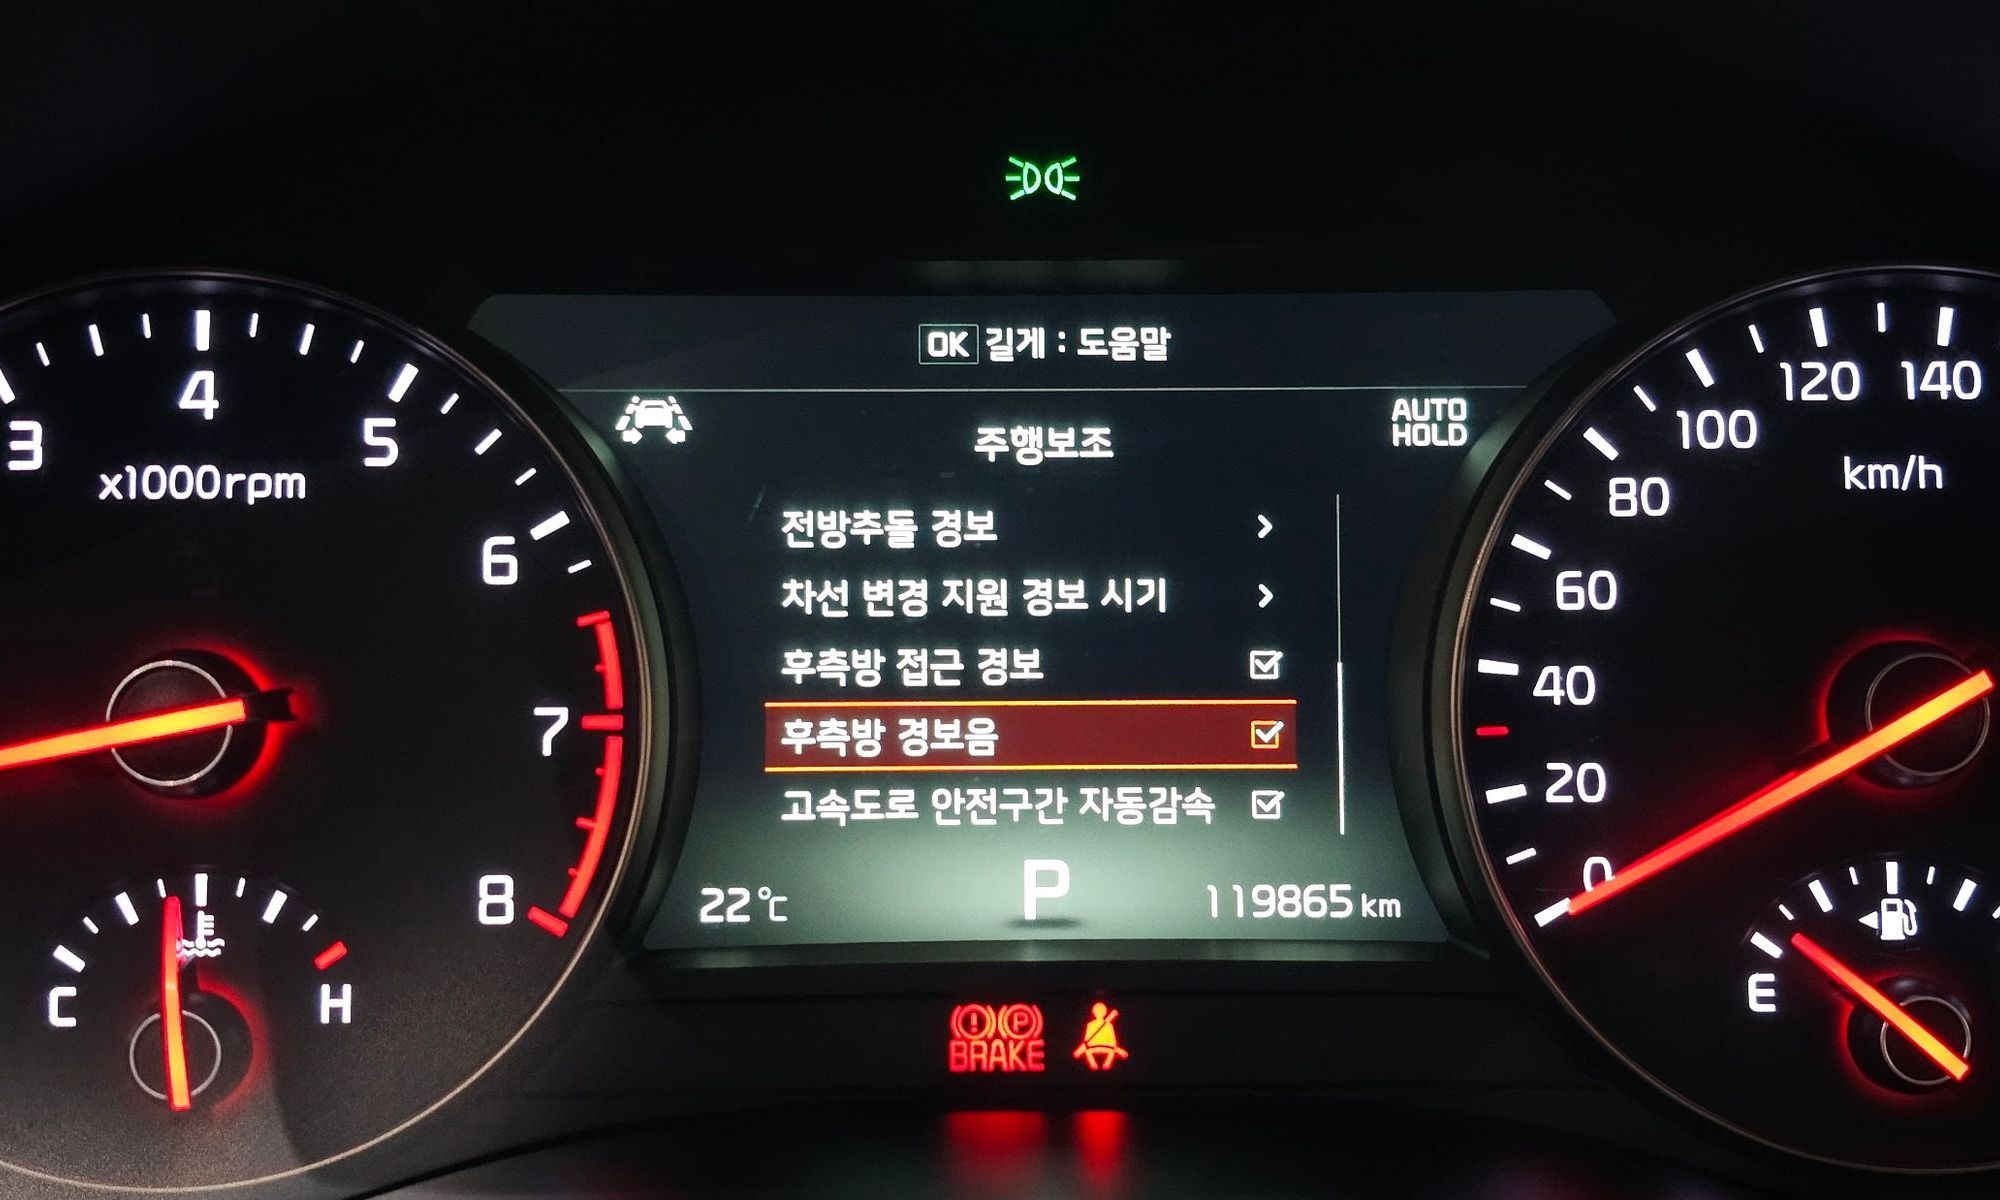 OK 길게 : 도움말
AUTO
HOLD
주행보조
전방추돌 경보
차선 변경 지원 경보 시기
후측방 접근 경보
후측방 경보음
고속도로 안전구간 자동감속
22℃
P
119865 km
3
4
5
6
7
8
x1000rpm
C
H
0
20
40
60
80
100
120
140
km/h
E
P
BRAKE